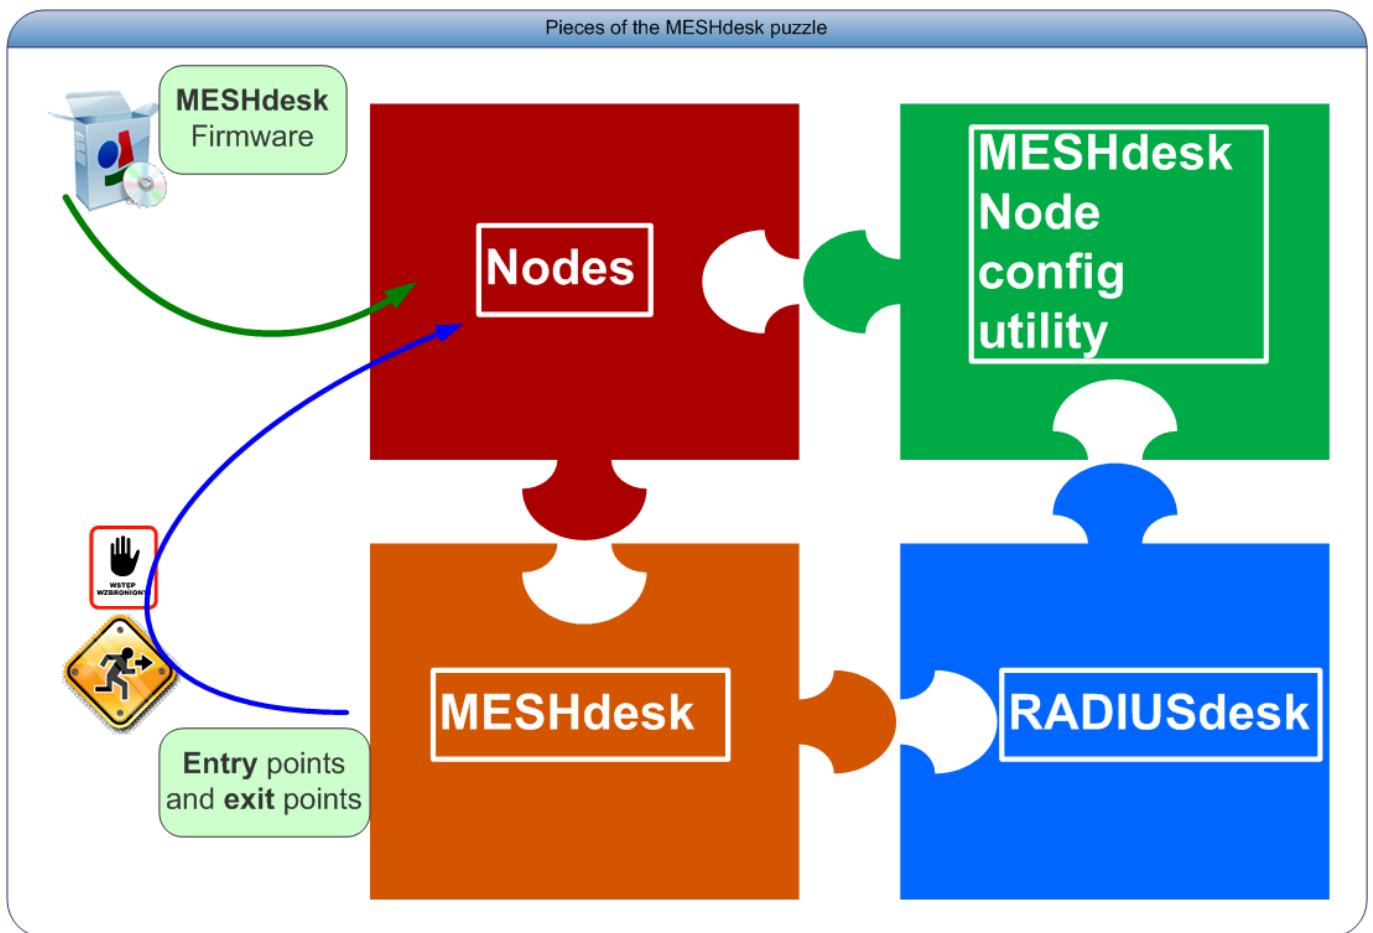 Pieces of the MESHdesk puzzle
MESHdesk
Firmware
Nodes
MESHdesk
Node
config
utility
WSTĘP
WZBRONIONY
MESHdesk
RADIUSdesk
Entry points
and exit points